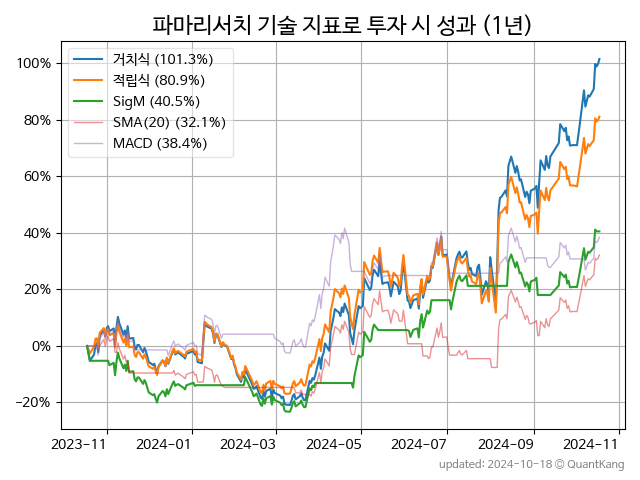 파마리서치 기술 지표로 투자 시 성과 (1년)
거치식 (101.3%)
적립식 (80.9%)
SigM (40.5%)
SMA(20) (32.1%)
MACD (38.4%)
100%
80%
60%
40%
20%
0%
−20%
2023-11 2024-01 2024-03 2024-05 2024-07 2024-09 2024-11
updated: 2024-10-18 © QuantKang